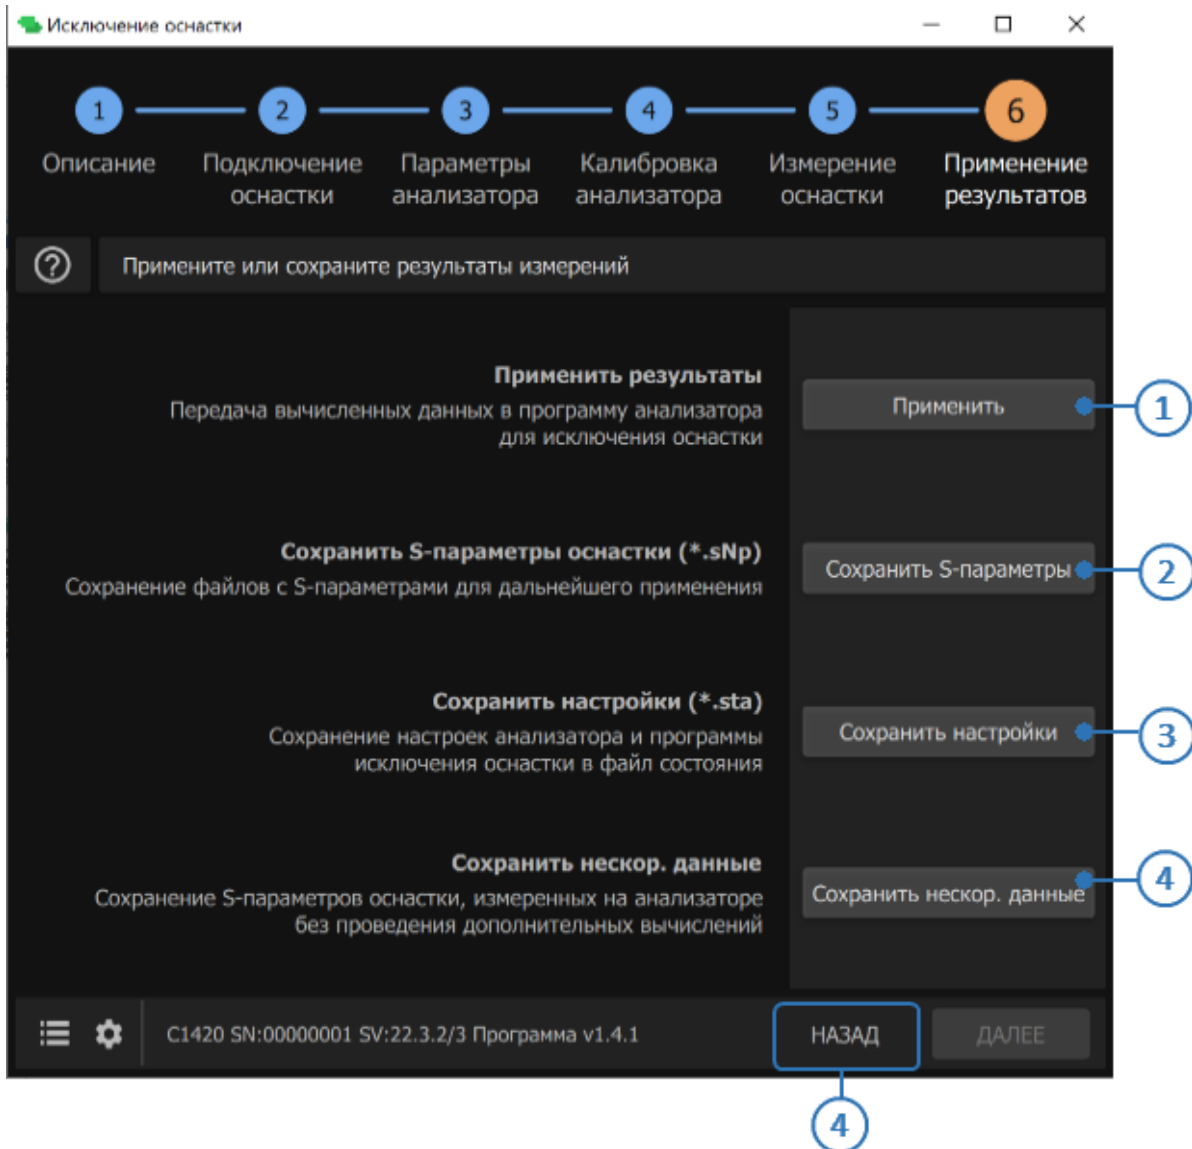 Исключение оснастки
1 2 3 4 5 6
Описание Подключение Параметры Калибровка Измерение Применение
оснастки анализатора анализатора оснастки результатов
Примените или сохраните результаты измерений
Применить результаты
Передача вычисленных данных в программу анализатора
для исключения оснастки
Применить
1
Сохранить S-параметры оснастки (*.sNp)
Сохранение файлов с S-параметрами для дальнейшего применения
Сохранить S-параметры
2
Сохранить настройки (*.sta)
Сохранение настроек анализатора и программы
исключения оснастки в файл состояния
Сохранить настройки
3
Сохранить нескор. данные
Сохранение S-параметров оснастки, измеренных на анализаторе
без проведения дополнительных вычислений
Сохранить нескор. данные
4
C1420 SN:00000001 SV:22.3.2/3 Программа v1.4.1
НАЗАД
ДАЛЕЕ
4